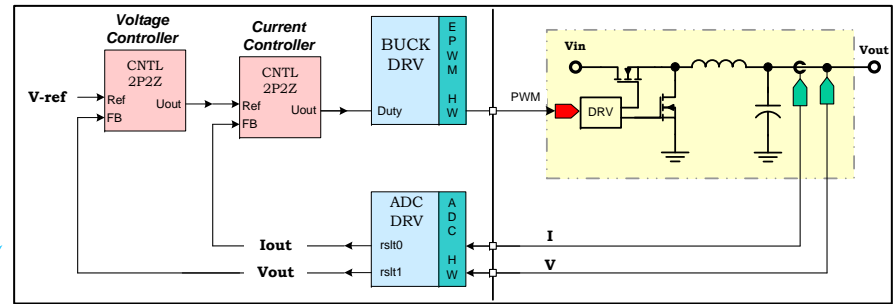 Voltage
Controller
Current
Controller
CNTL
2P2Z
Ref
FB
Uout
V-ref
CNTL
2P2Z
Ref
FB
Uout
BUCK
DRV
Duty
E
P
W
M
H
W
PWM
Vin
Vout
DRV
ADC
DRV
rslt0
rslt1
A
D
C
H
W
Iout
Vout
I
V